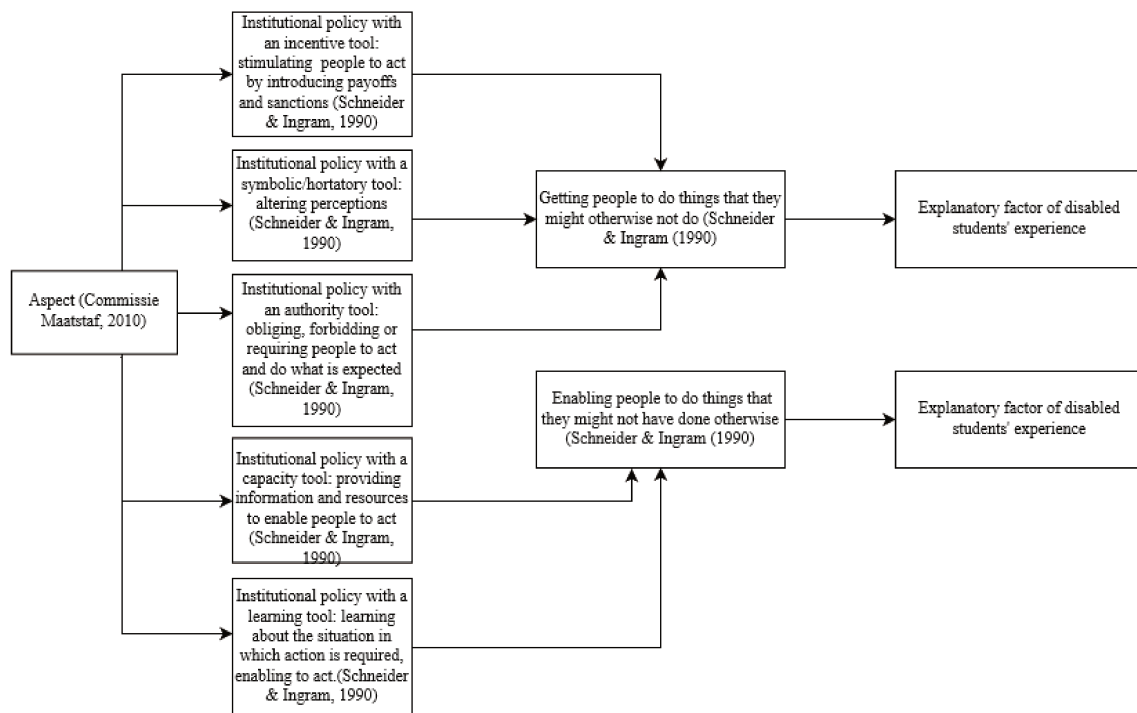 Institutional policy with
an incentive tool:
stimulating people to act
by introducing payoffs
and sanctions (Schneider
& Ingram, 1990)
Institutional policy with a
symbolic/hortatory tool:
altering perceptions
(Schneider & Ingram,
1990)
Getting people to do things that they
might otherwise not do (Schneider
& Ingram (1990)
Explanatory factor of disabled
students' experience
Aspect (Commissie
Maatstaf, 2010)
Institutional policy with
an authority tool:
obliging, forbidding or
requiring people to act
and do what is expected
(Schneider & Ingram,
1990)
Enabling people to do things that
they might not have done otherwise
(Schneider & Ingram (1990)
Explanatory factor of disabled
students' experience
Institutional policy with a
capacity tool: providing
information and resources
to enable people to act
(Schneider & Ingram,
1990)
Institutional policy with a
learning tool: learning
about the situation in
which action is required,
enabling to act.(Schneider
& Ingram, 1990)